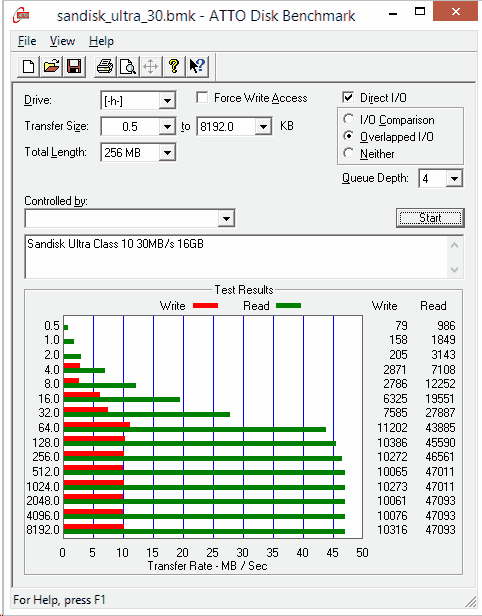 sandisk_ultra_30.bmk - ATTO Disk Benchmark
File View Help
Drive: [-h-] Force Write Access Direct I/O
Transfer Size: 0.5 to 8192.0 KB I/O Comparison
Overlapped I/O
Total Length: 256 MB Neither
Queue Depth: 4
Controlled by:
Start
Sandisk Ultra Class 10 30MB/s 16GB
Test Results
Write Read Write Read
0.5 79 986
1.0 158 1849
2.0 205 3143
4.0 2871 7108
8.0 2786 12252
16.0 6325 19551
32.0 7585 27887
64.0 11202 43885
128.0 10386 45590
256.0 10272 46561
512.0 10065 47011
1024.0 10273 47011
2048.0 10061 47093
4096.0 10076 47093
8192.0 10316 47093
0 5 10 15 20 25 30 35 40 45 50
Transfer Rate - MB / Sec
For Help, press F1